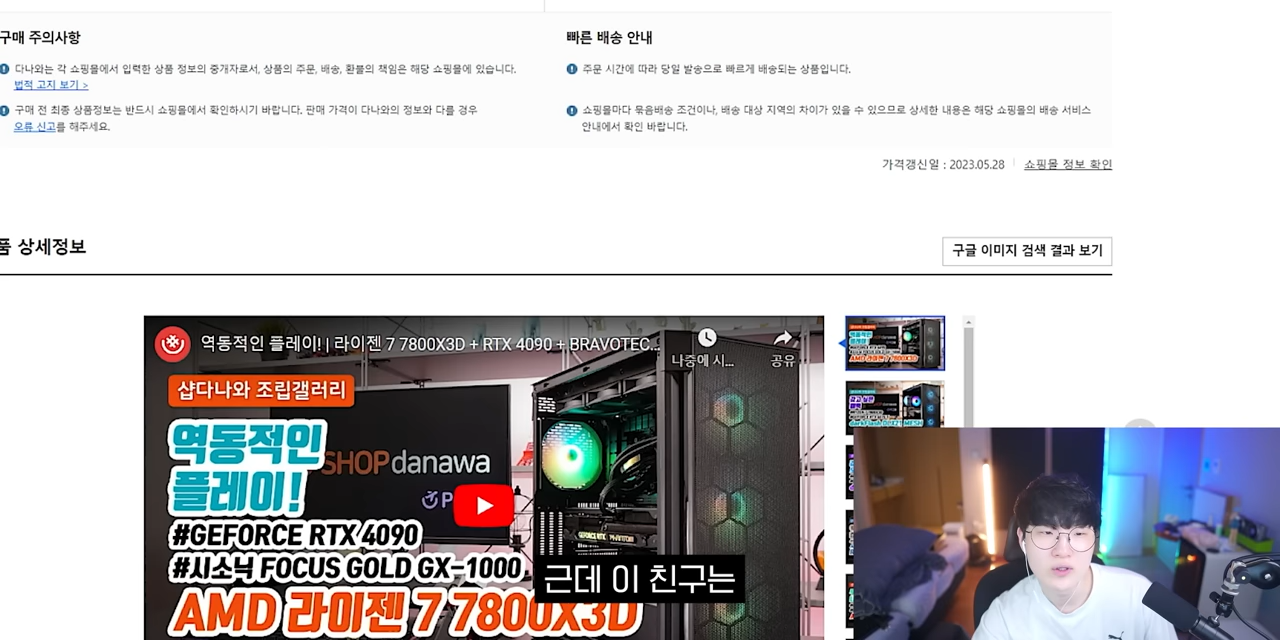 구매 주의사항
다나와는 각 쇼핑몰에서 입력한 상품 정보의 중개자로서, 상품의 주문, 배송, 환불의 책임은 해당 쇼핑몰에 있습니다.
법적 고지 보기 >
구매 전 최종 상품정보는 반드시 쇼핑몰에서 확인하시기 바랍니다. 판매 가격이 다나와의 정보와 다를 경우
오류 신고를 해주세요.
빠른 배송 안내
주문 시간에 따라 당일 발송으로 빠르게 배송되는 상품입니다.
쇼핑몰마다 묶음배송 조건이나, 배송 대상 지역의 차이가 있을 수 있으므로 상세한 내용은 해당 쇼핑몰의 배송 서비스
안내에서 확인 바랍니다.
가격갱신일 : 2023.05.28
쇼핑몰 정보 확인
품 상세정보
구글 이미지 검색 결과 보기
역동적인 플레이! | 라이젠 7 7800X3D + RTX 4090 + BRAVOTEC...
나중에 시...
공유
샵다나와 조립갤러리
역동적인
플레이!
SHOPdanawa
#GEFORCE RTX 4090
#시소닉 FOCUS GOLD GX-1000
AMD 라이젠 7 7800X3D
근데 이 친구는